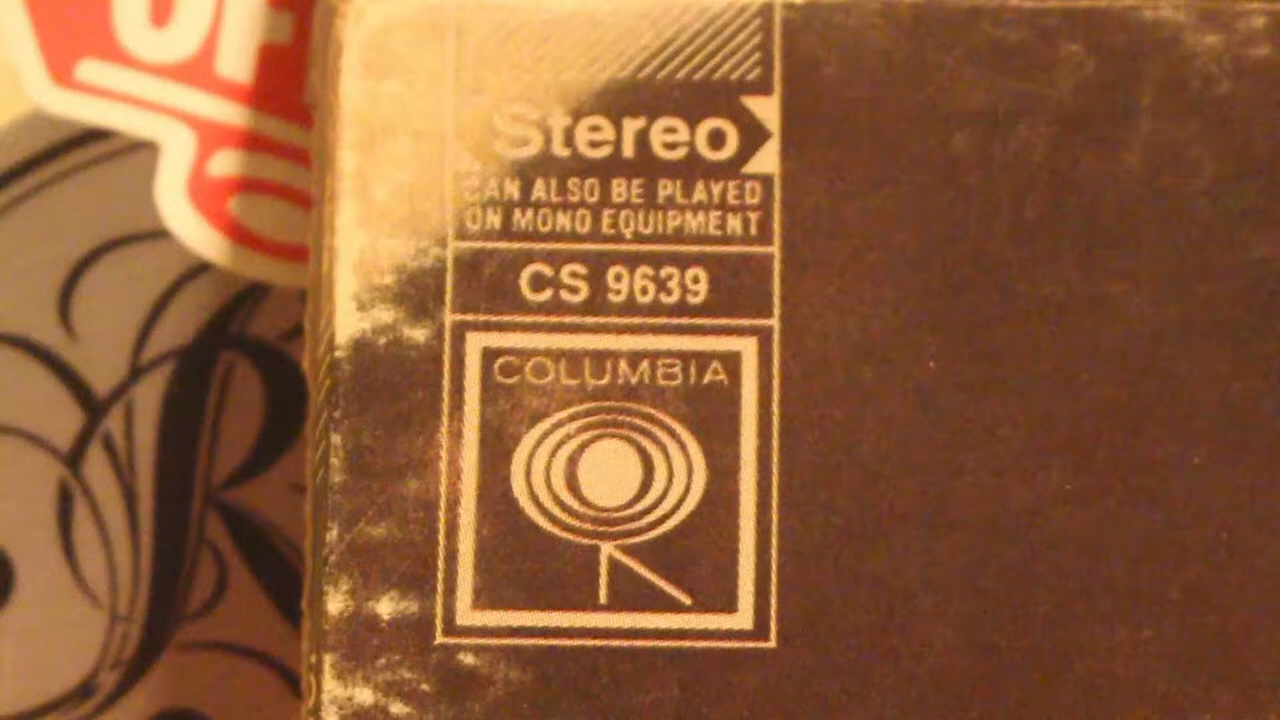 Stereo
CAN ALSO BE PLAYED
ON MONO EQUIPMENT
CS 9639
COLUMBIA
R